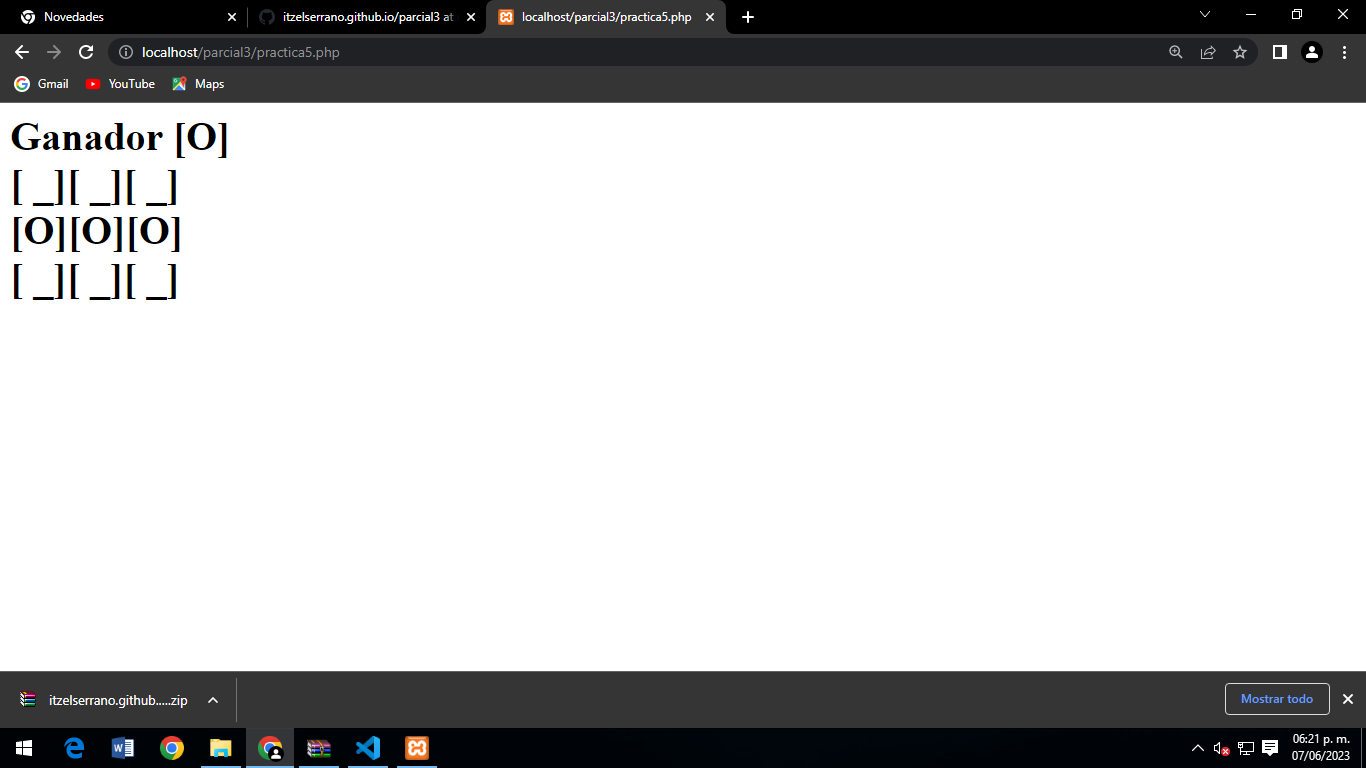 Novedades
itzelserrano.github.io/parcial3 at
localhost/parcial3/practica5.php
localhost/parcial3/practica5.php
Gmail
YouTube
Maps
Ganador [O]
[ _][ _][ _]
[O][O][O]
[ _][ _][ _]
itzelserrano.github.....zip
Mostrar todo
06:21 p. m.
07/06/2023